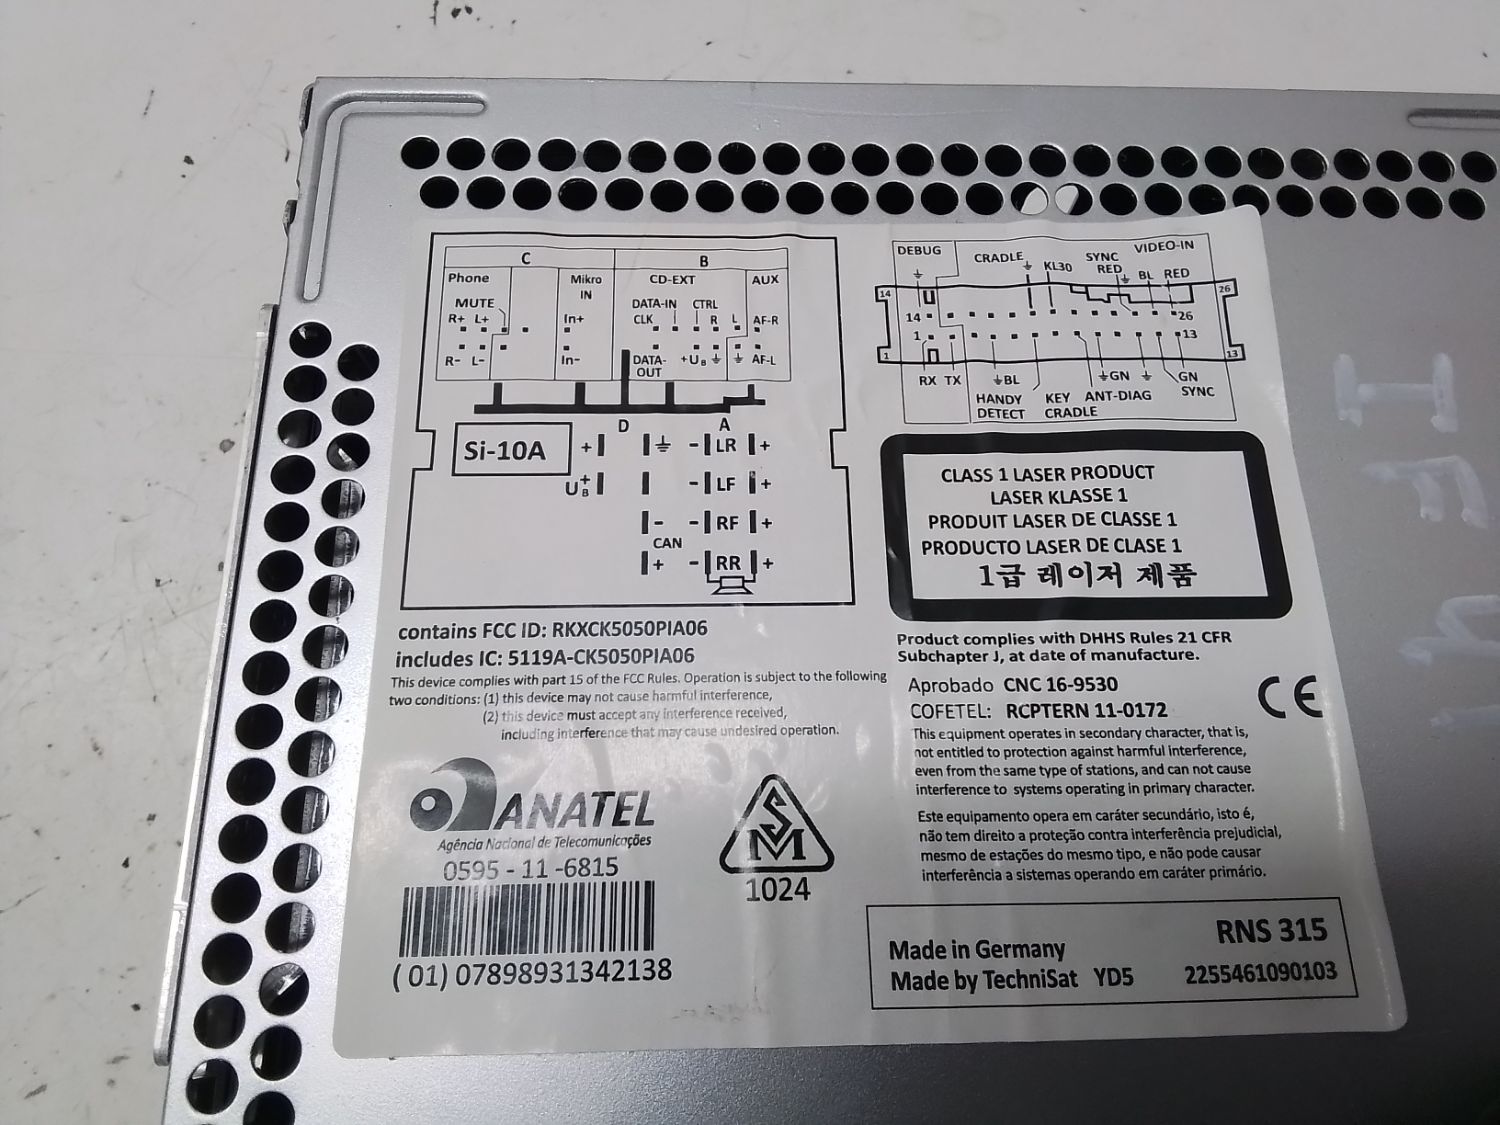 C B
Phone Mikro IN CD-EXT AUX
MUTE DATA-IN CTRL
R+ L+ In+ CLK R L AF-R
R- L- In- DATA-OUT +UB AF-L
D A
Si-10A + - LR +
U+B - LF +
- - RF +
CAN
+ - RR +
DEBUG CRADLE KL30 SYNC RED VIDEO-IN BL RED
14 26
14 26
1 13
1 13
RX TX BL GN GN SYNC
HANDY DETECT KEY CRADLE ANT-DIAG
CLASS 1 LASER PRODUCT
LASER KLASSE 1
PRODUIT LASER DE CLASSE 1
PRODUCTO LASER DE CLASE 1
1급 레이저 제품
contains FCC ID: RKXCK5050PIA06
includes IC: 5119A-CK5050PIA06
This device complies with part 15 of the FCC Rules. Operation is subject to the following
two conditions: (1) this device may not cause harmful interference,
(2) this device must accept any interference received,
including interference that may cause undesired operation.
Product complies with DHHS Rules 21 CFR
Subchapter J, at date of manufacture.
Aprobado CNC 16-9530
COFETEL: RCPTERN 11-0172
CE
This equipment operates in secondary character, that is,
not entitled to protection against harmful interference,
even from the same type of stations, and can not cause
interference to systems operating in primary character.
Este equipamento opera em caráter secundário, isto é,
não tem direito a proteção contra interferência prejudicial,
mesmo de estações do mesmo tipo, e não pode causar
interferência a sistemas operando em caráter primário.
ANATEL
Agência Nacional de Telecomunicações
0595 - 11 -6815
(01) 07898931342138
SM
1024
RNS 315
Made in Germany
Made by TechniSat YD5 2255461090103